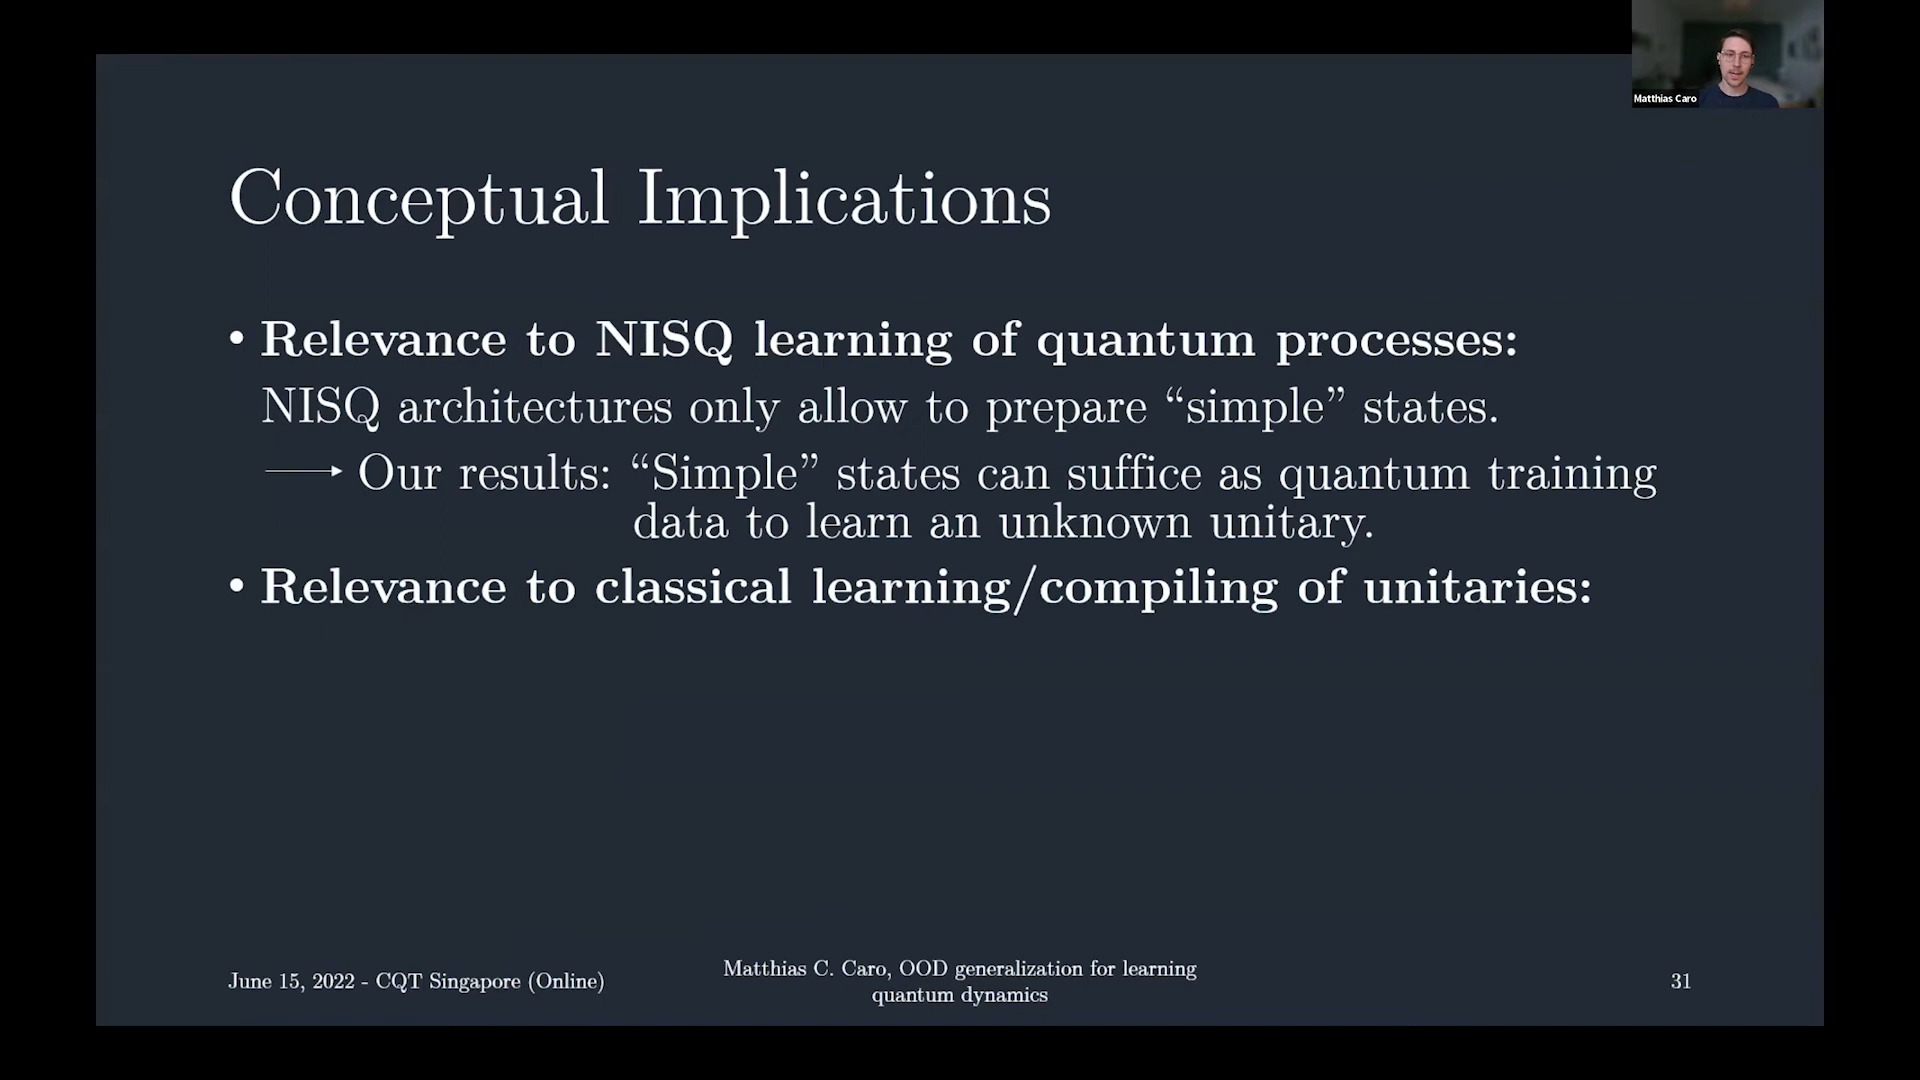 Matthias Caro
Conceptual Implications
• Relevance to NISQ learning of quantum processes:
NISQ architectures only allow to prepare “simple” states.
⟶ Our results: “Simple” states can suffice as quantum training
data to learn an unknown unitary.
• Relevance to classical learning/compiling of unitaries:
June 15, 2022 - CQT Singapore (Online)
Matthias C. Caro, OOD generalization for learning
quantum dynamics
31